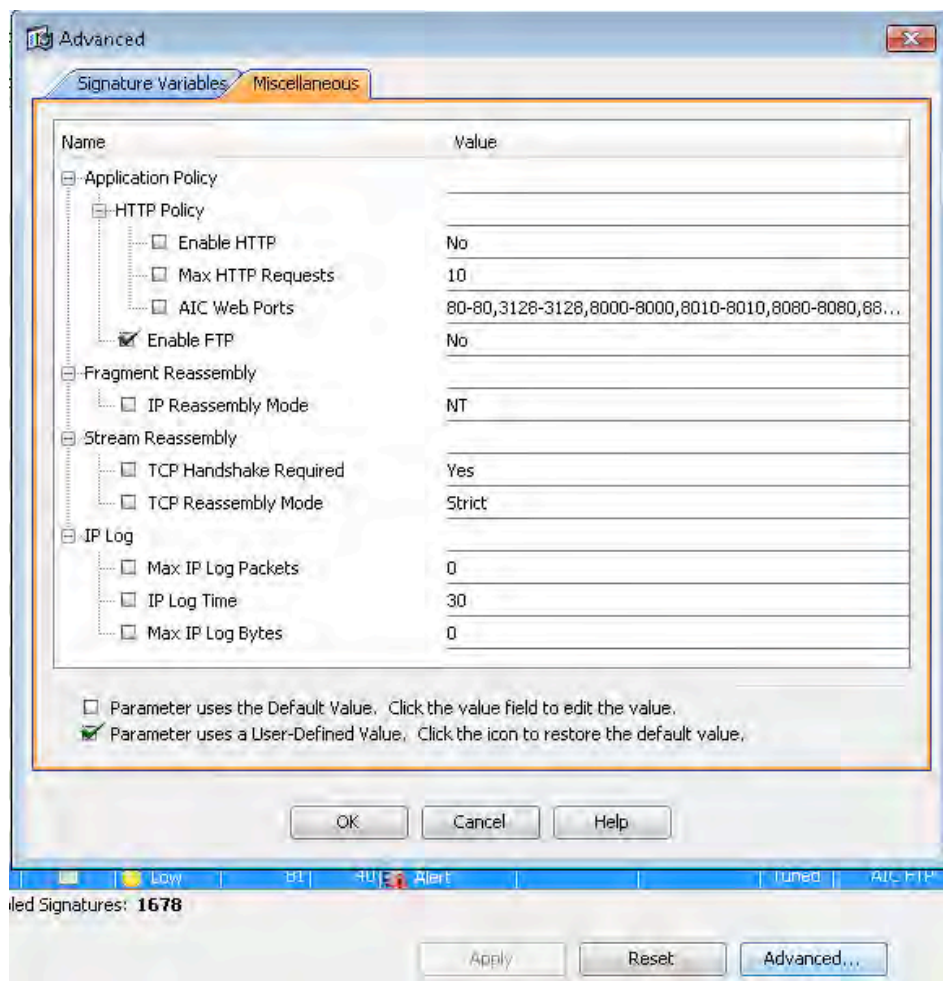 Advanced
Signature Variables Miscellaneous
Name Value
Application Policy
HTTP Policy
Enable HTTP No
Max HTTP Requests 10
AIC Web Ports 80-80,3128-3128,8000-8000,8010-8010,8080-8080,88...
Enable FTP No
Fragment Reassembly
IP Reassembly Mode NT
Stream Reassembly
TCP Handshake Required Yes
TCP Reassembly Mode Strict
IP Log
Max IP Log Packets 0
IP Log Time 30
Max IP Log Bytes 0
Parameter uses the Default Value. Click the value field to edit the value.
Parameter uses a User-Defined Value. Click the icon to restore the default value.
OK Cancel Help
Low 81 40 Alert Tuned AIC FTP
led Signatures: 1678
Apply Reset Advanced...